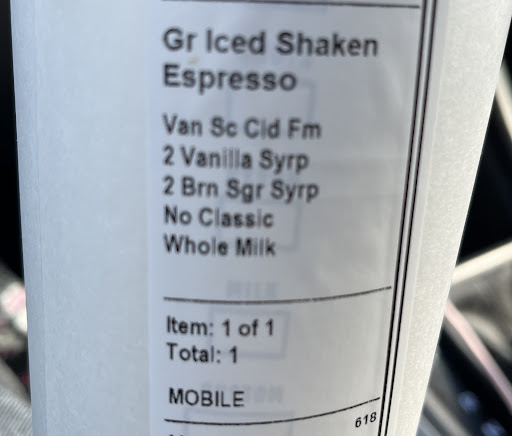 Gr Iced Shaken
Espresso
Van Sc Cld Fm
2 Vanilla Syrp
2 Brn Sgr Syrp
No Classic
Whole Milk
Item: 1 of 1
Total: 1
MOBILE
618